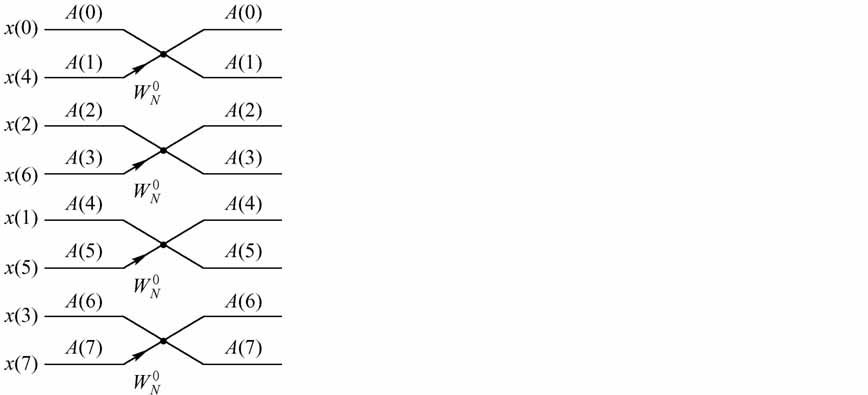 x(0) A(0) A(0)
x(4) A(1) A(1)
W_N^0
x(2) A(2) A(2)
x(6) A(3) A(3)
W_N^0
x(1) A(4) A(4)
x(5) A(5) A(5)
W_N^0
x(3) A(6) A(6)
x(7) A(7) A(7)
W_N^0